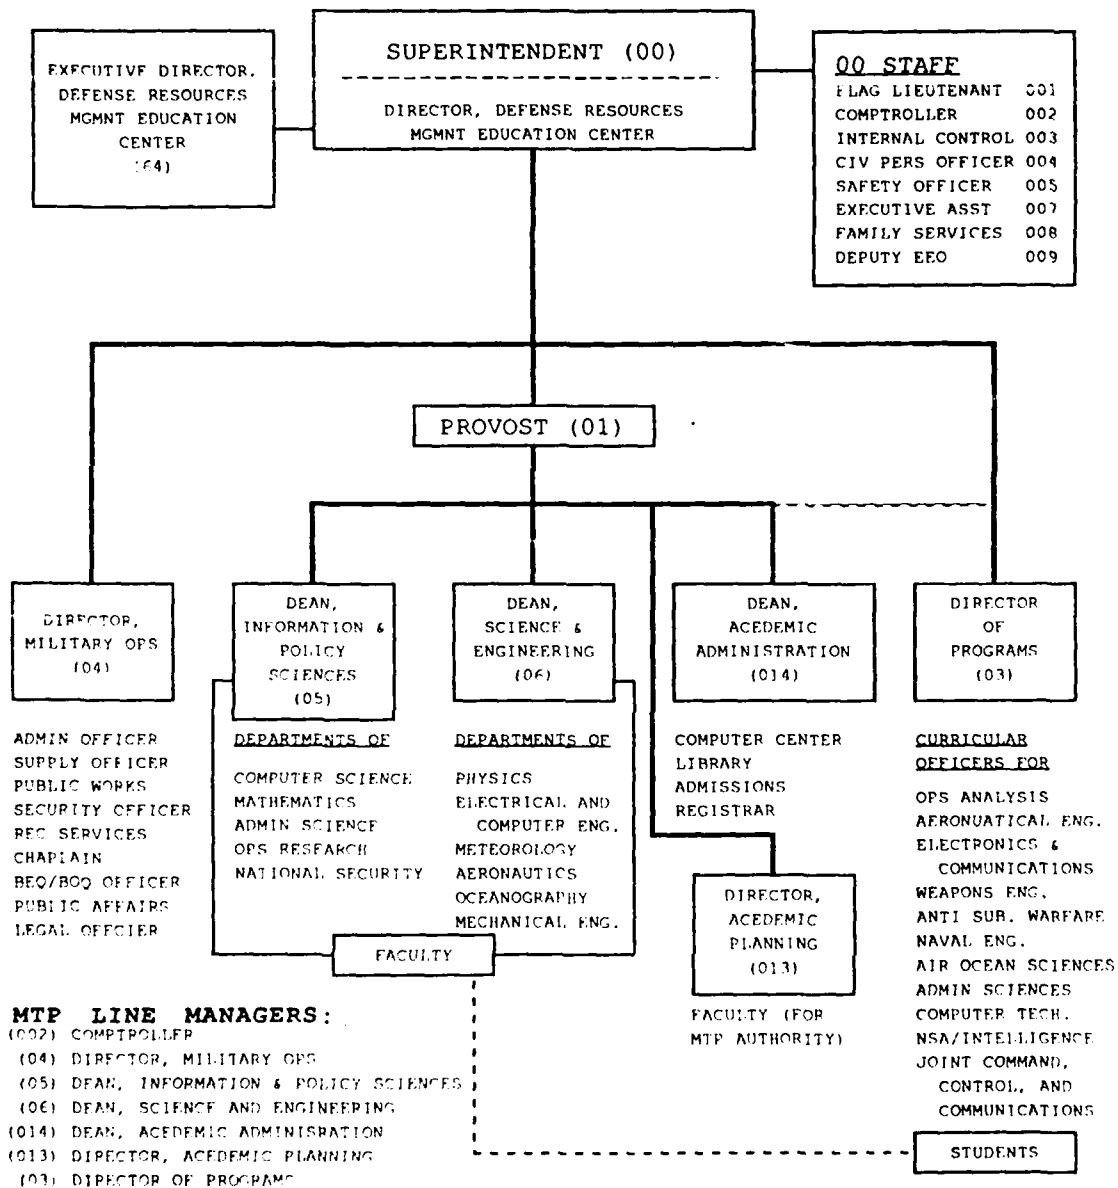 EXECUTIVE DIRECTOR,
DEFENSE RESOURCES
MGMNT EDUCATION
CENTER
(64)
SUPERINTENDENT (00)
DIRECTOR, DEFENSE RESOURCES
MGMNT EDUCATION CENTER
00 STAFF
FLAG LIEUTENANT 001
COMPTROLLER 002
INTERNAL CONTROL 003
CIV PERS OFFICER 004
SAFETY OFFICER 005
EXECUTIVE ASST 007
FAMILY SERVICES 008
DEPUTY EEO 009
PROVOST (01)
DIRECTOR,
MILITARY OPS
(04)
ADMIN OFFICER
SUPPLY OFFICER
PUBLIC WORKS
SECURITY OFFICER
REC SERVICES
CHAPLAIN
BEQ/BOQ OFFICER
PUBLIC AFFAIRS
LEGAL OFFCIER
DEAN,
INFORMATION &
POLICY
SCIENCES
(05)
DEPARTMENTS OF
COMPUTER SCIENCE
MATHEMATICS
ADMIN SCIENCE
OPS RESEARCH
NATIONAL SECURITY
DEAN,
SCIENCE &
ENGINEERING
(06)
DEPARTMENTS OF
PHYSICS
ELECTRICAL AND
COMPUTER ENG.
METEOROLOGY
AERONAUTICS
OCEANOGRAPHY
MECHANICAL ENG.
FACULTY
DEAN,
ACEDEMIC
ADMINISTRATION
(014)
COMPUTER CENTER
LIBRARY
ADMISSIONS
REGISTRAR
DIRECTOR,
ACEDEMIC
PLANNING
(013)
FACULTY (FOR
MTP AUTHORITY)
DIRECTOR
OF
PROGRAMS
(03)
CURRICULAR
OFFICERS FOR
OPS ANALYSIS
AERONUATICAL ENG.
ELECTRONICS &
COMMUNICATIONS
WEAPONS ENG.
ANTI SUB. WARFARE
NAVAL ENG.
AIR OCEAN SCIENCES
ADMIN SCIENCES
COMPUTER TECH.
NSA/INTELLIGENCE
JOINT COMMAND,
CONTROL, AND
COMMUNICATIONS
STUDENTS
MTP LINE MANAGERS:
(002) COMPTROLLER
(04) DIRECTOR, MILITARY OPS
(05) DEAN, INFORMATION & POLICY SCIENCES
(06) DEAN, SCIENCE AND ENGINEERING
(014) DEAN, ACEDEMIC ADMINISRATION
(013) DIRECTOR, ACEDEMIC PLANNING
(03) DIRECTOR OF PROGRAMS